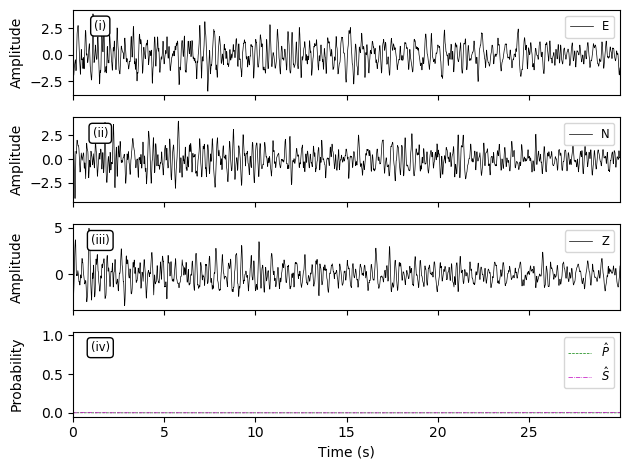 (i)
E
Amplitude
2.5
0.0
−2.5
(ii)
N
Amplitude
2.5
0.0
−2.5
(iii)
Z
Amplitude
5
0
(iv)
P̂
Ŝ
Probability
1.0
0.5
0.0
0 5 10 15 20 25
Time (s)